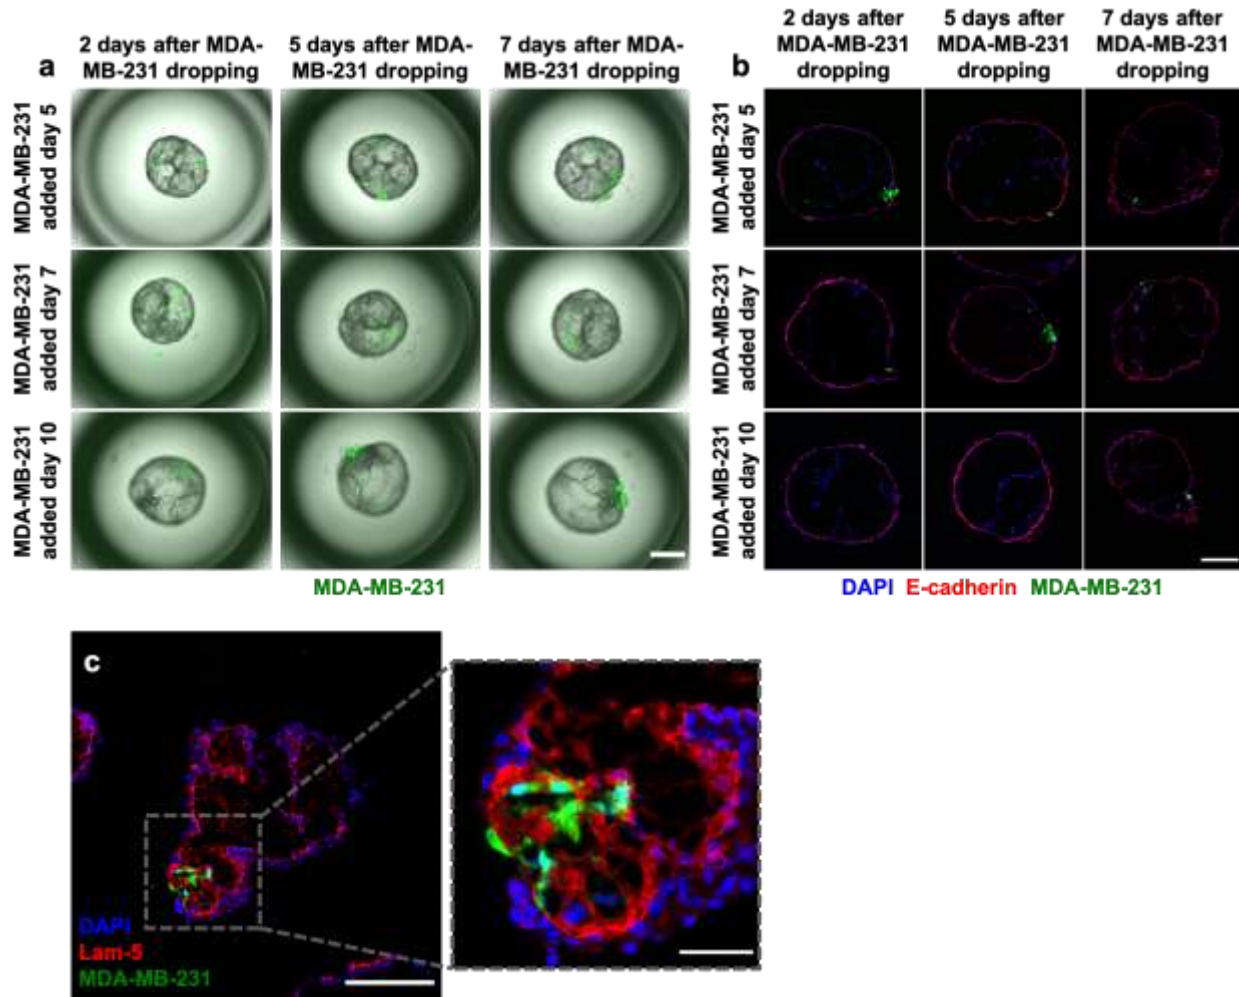 a
2 days after MDA-
MB-231 dropping
5 days after MDA-
MB-231 dropping
7 days after MDA-
MB-231 dropping
MDA-MB-231
added day 5
MDA-MB-231
added day 7
MDA-MB-231
added day 10
MDA-MB-231
b
2 days after
MDA-MB-231
dropping
5 days after
MDA-MB-231
dropping
7 days after
MDA-MB-231
dropping
MDA-MB-231
added day 5
MDA-MB-231
added day 7
MDA-MB-231
added day 10
DAPI E-cadherin MDA-MB-231
c
DAPI
Lam-5
MDA-MB-231